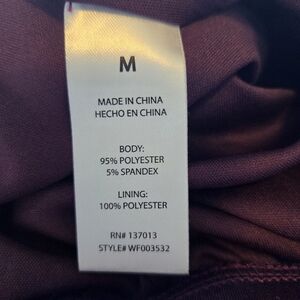 M
MADE IN CHINA
HECHO EN CHINA
BODY:
95% POLYESTER
5% SPANDEX
LINING:
100% POLYESTER
RN# 137013
STYLE# WF003532